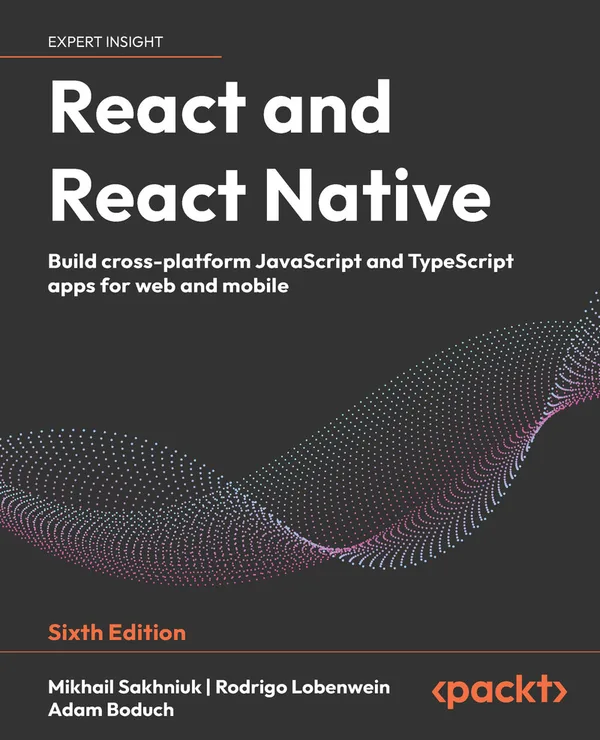 EXPERT INSIGHT
React and
React Native
Build cross-platform JavaScript and TypeScript
apps for web and mobile
Sixth Edition
Mikhail Sakhniuk | Rodrigo Lobenwein
Adam Boduch
<packt>